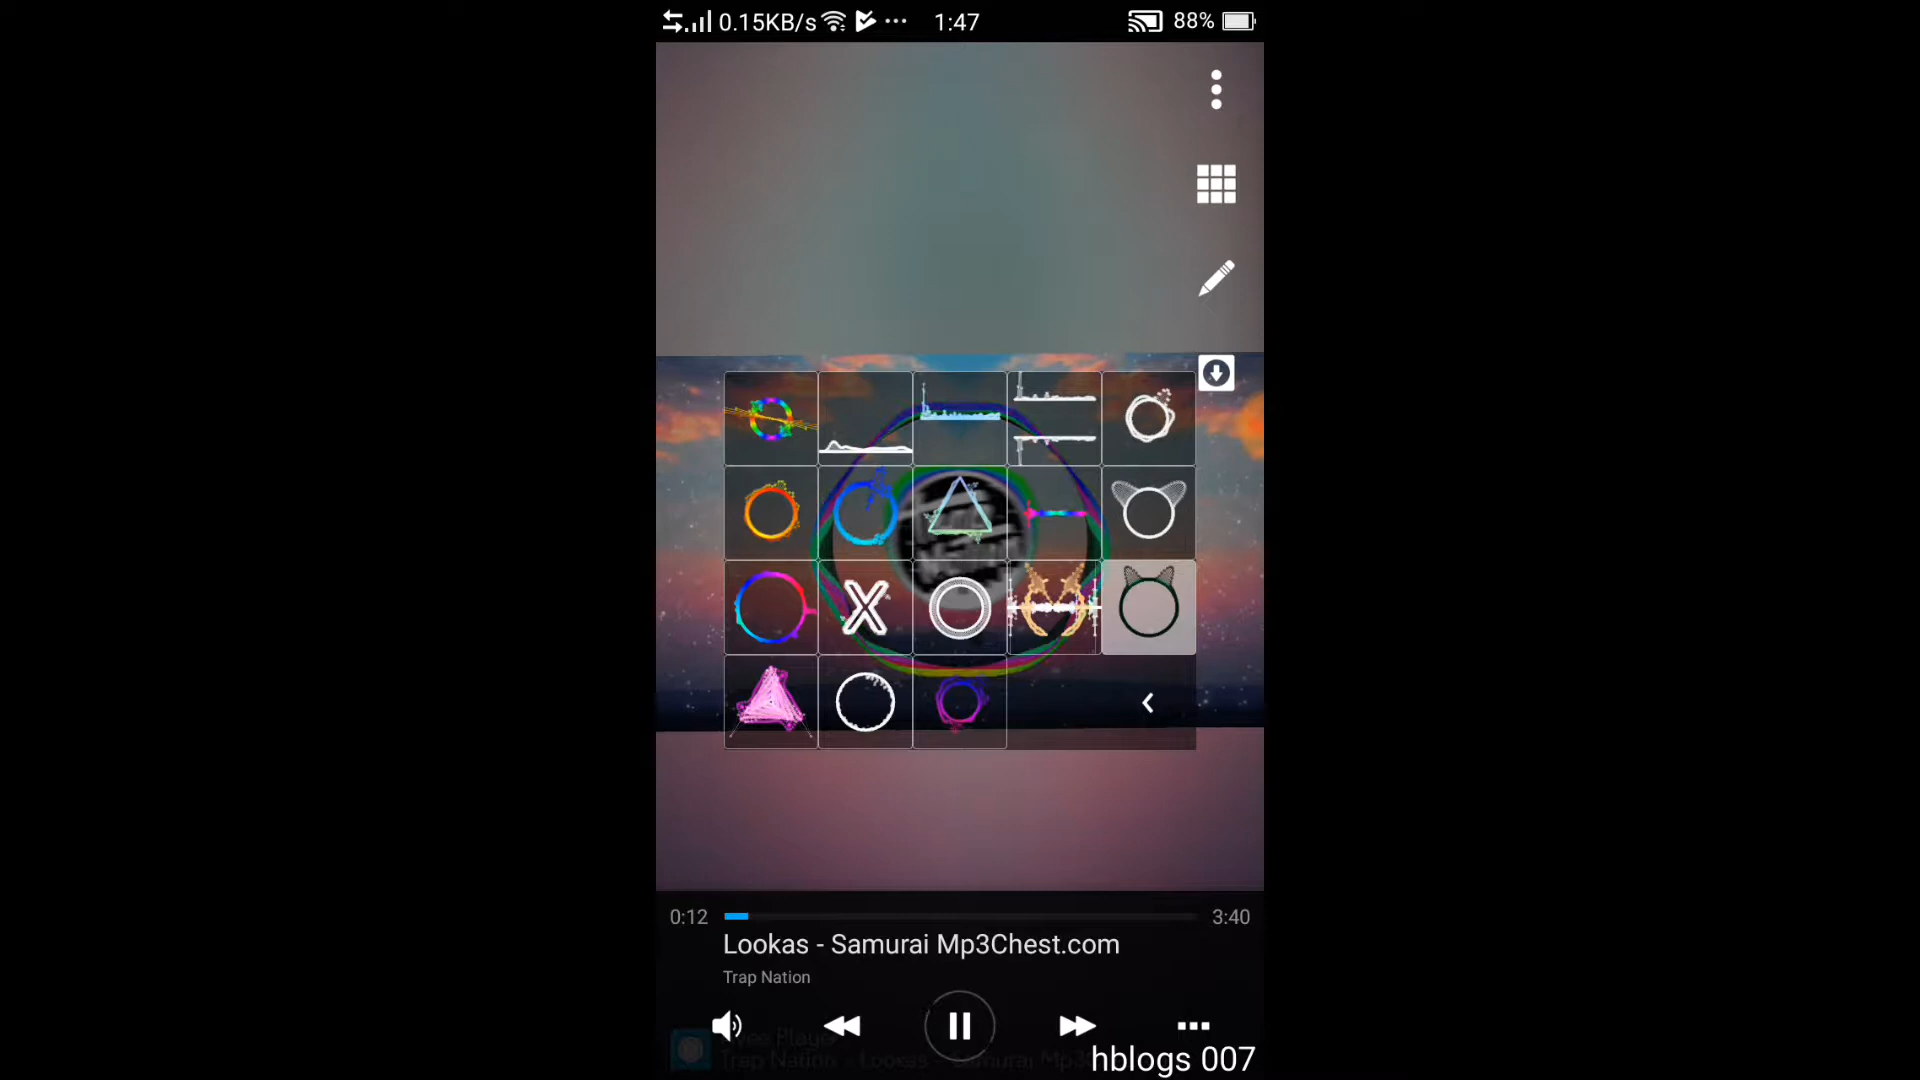 0.15KB/s 1:47 88%
X
0:12 3:40
Lookas - Samurai Mp3Chest.com
Trap Nation
hblogs 007